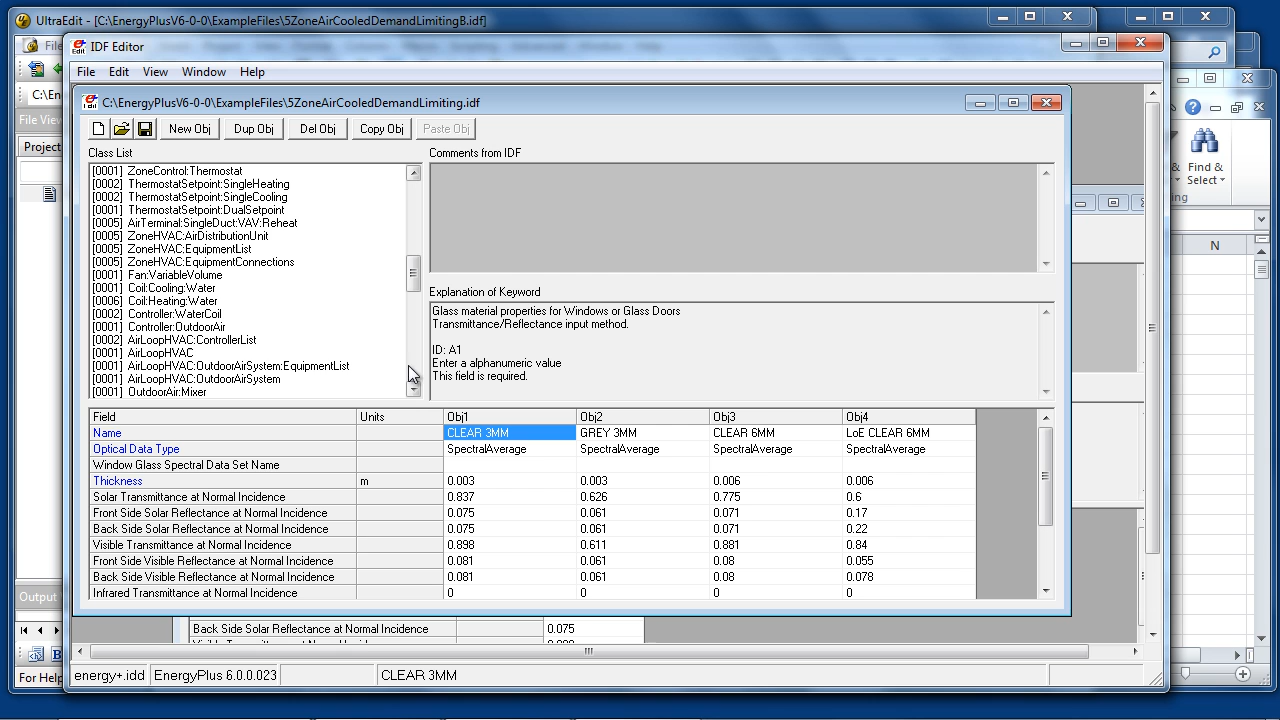 UltraEdit - [C:\EnergyPlusV6-0-0\ExampleFiles\5ZoneAirCooledDemandLimitingB.idf]
IDF Editor
File Edit View Window Help
C:\EnergyPlusV6-0-0\ExampleFiles\5ZoneAirCooledDemandLimiting.idf
New Obj Dup Obj Del Obj Copy Obj Paste Obj
Class List
[0001] ZoneControl:Thermostat
[0002] ThermostatSetpoint:SingleHeating
[0002] ThermostatSetpoint:SingleCooling
[0001] ThermostatSetpoint:DualSetpoint
[0005] AirTerminal:SingleDuct:VAV:Reheat
[0005] ZoneHVAC:AirDistributionUnit
[0005] ZoneHVAC:EquipmentList
[0005] ZoneHVAC:EquipmentConnections
[0001] Fan:VariableVolume
[0001] Coil:Cooling:Water
[0006] Coil:Heating:Water
[0002] Controller:WaterCoil
[0001] Controller:OutdoorAir
[0002] AirLoopHVAC:ControllerList
[0001] AirLoopHVAC
[0001] AirLoopHVAC:OutdoorAirSystem:EquipmentList
[0001] AirLoopHVAC:OutdoorAirSystem
[0001] OutdoorAir:Mixer
Comments from IDF
Explanation of Keyword
Glass material properties for Windows or Glass Doors
Transmittance/Reflectance input method.
ID: A1
Enter a alphanumeric value
This field is required.
Field Units Obj1 Obj2 Obj3 Obj4
Name CLEAR 3MM GREY 3MM CLEAR 6MM LoE CLEAR 6MM
Optical Data Type SpectralAverage SpectralAverage SpectralAverage SpectralAverage
Window Glass Spectral Data Set Name
Thickness m 0.003 0.003 0.006 0.006
Solar Transmittance at Normal Incidence 0.837 0.626 0.775 0.6
Front Side Solar Reflectance at Normal Incidence 0.075 0.061 0.071 0.17
Back Side Solar Reflectance at Normal Incidence 0.075 0.061 0.071 0.22
Visible Transmittance at Normal Incidence 0.898 0.611 0.881 0.84
Front Side Visible Reflectance at Normal Incidence 0.081 0.061 0.08 0.055
Back Side Visible Reflectance at Normal Incidence 0.081 0.061 0.08 0.078
Infrared Transmittance at Normal Incidence 0 0 0 0
Back Side Solar Reflectance at Normal Incidence 0.075
energy+.idd EnergyPlus 6.0.0.023 CLEAR 3MM
File View
Project
Output
For Help
Find &
Select
N